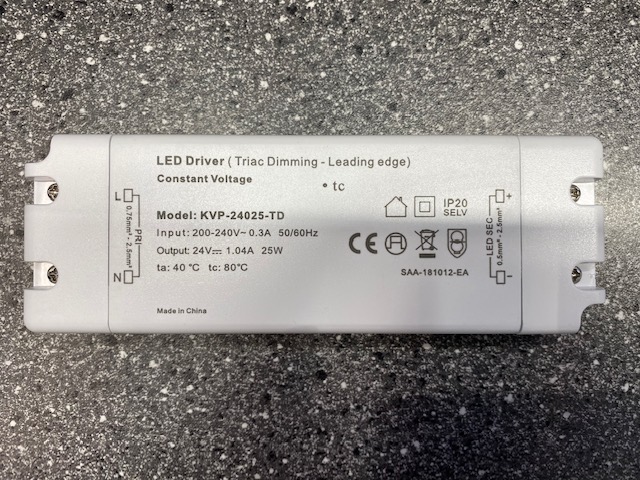 LED Driver ( Triac Dimming - Leading edge)
Constant Voltage
tc
Model: KVP-24025-TD
Input: 200-240V~ 0.3A 50/60Hz
Output: 24V⎓ 1.04A 25W
ta: 40 °C tc: 80°C
Made in China
L
N
PRI
0.75mm² - 2.5mm²
IP20
SELV
CE
SAA-181012-EA
+
-
LED SEC
0.5mm² - 2.5mm²